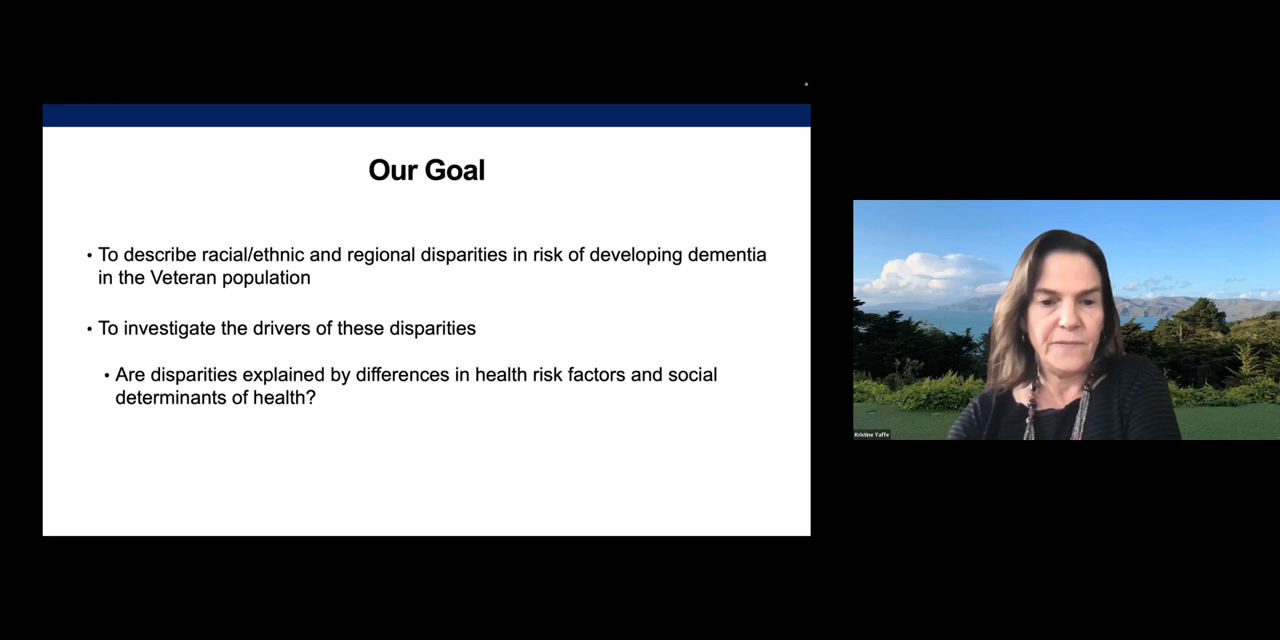 Our Goal
• To describe racial/ethnic and regional disparities in risk of developing dementia
in the Veteran population
• To investigate the drivers of these disparities
• Are disparities explained by differences in health risk factors and social
determinants of health?
Kristine Yaffe